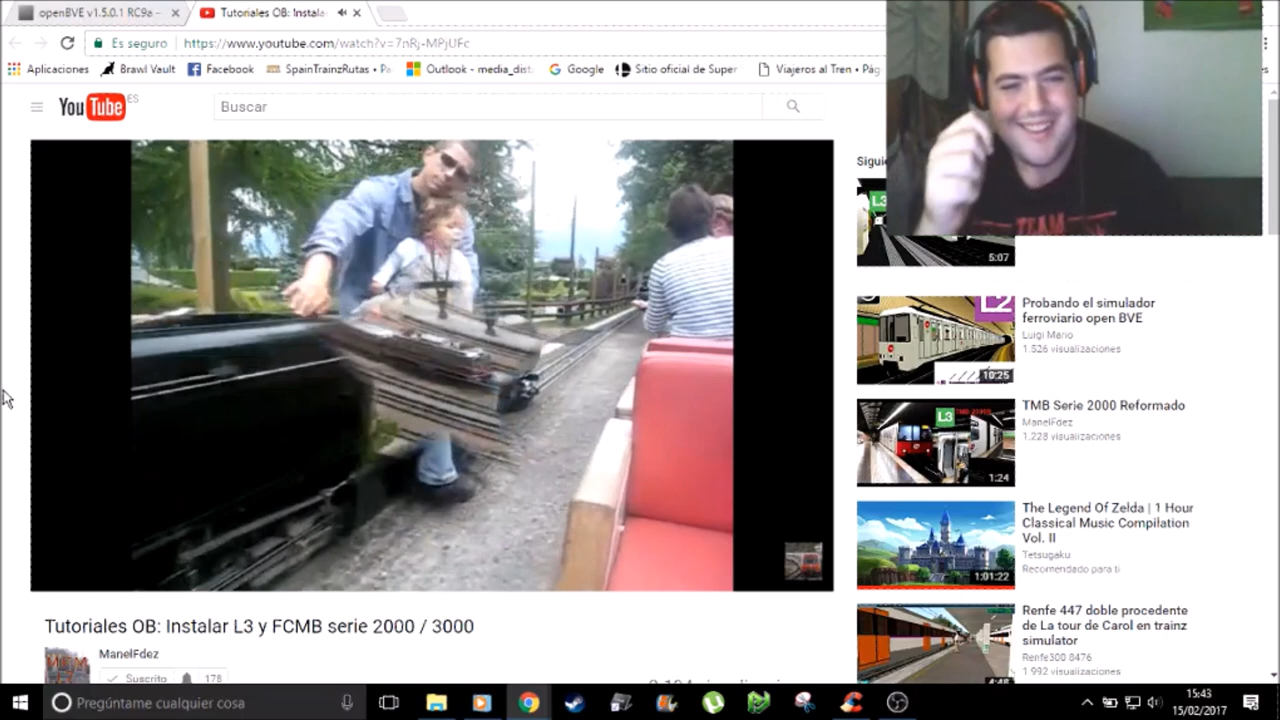 openBVE v1.5.0.1 RC9a –
Tutoriales OB: Instala
Es seguro
https://www.youtube.com/watch?v=7nRj-MPjUFc
Aplicaciones
Brawl Vault
Facebook
SpainTrainzRutas • Pa
Outlook - media_dist
Google
Sitio oficial de Super
Viajeros al Tren • Pág
YouTube ES
Buscar
TEAM
L3
5:07
L2
10:25
Probando el simulador
ferroviario open BVE
Luigi Mario
1.526 visualizaciones
L3
1:24
TMB Serie 2000 Reformado
ManelFdez
1.228 visualizaciones
1:01:22
The Legend Of Zelda | 1 Hour
Classical Music Compilation
Vol. II
Tetsugaku
Recomendado para ti
Renfe 447 doble procedente
de La tour de Carol en trainz
simulator
Renfe300 8476
1.992 visualizaciones
Tutoriales OB: Instalar L3 y FCMB serie 2000 / 3000
ManelFdez
Suscrito
178
Pregúntame cualquier cosa
15:43
15/02/2017